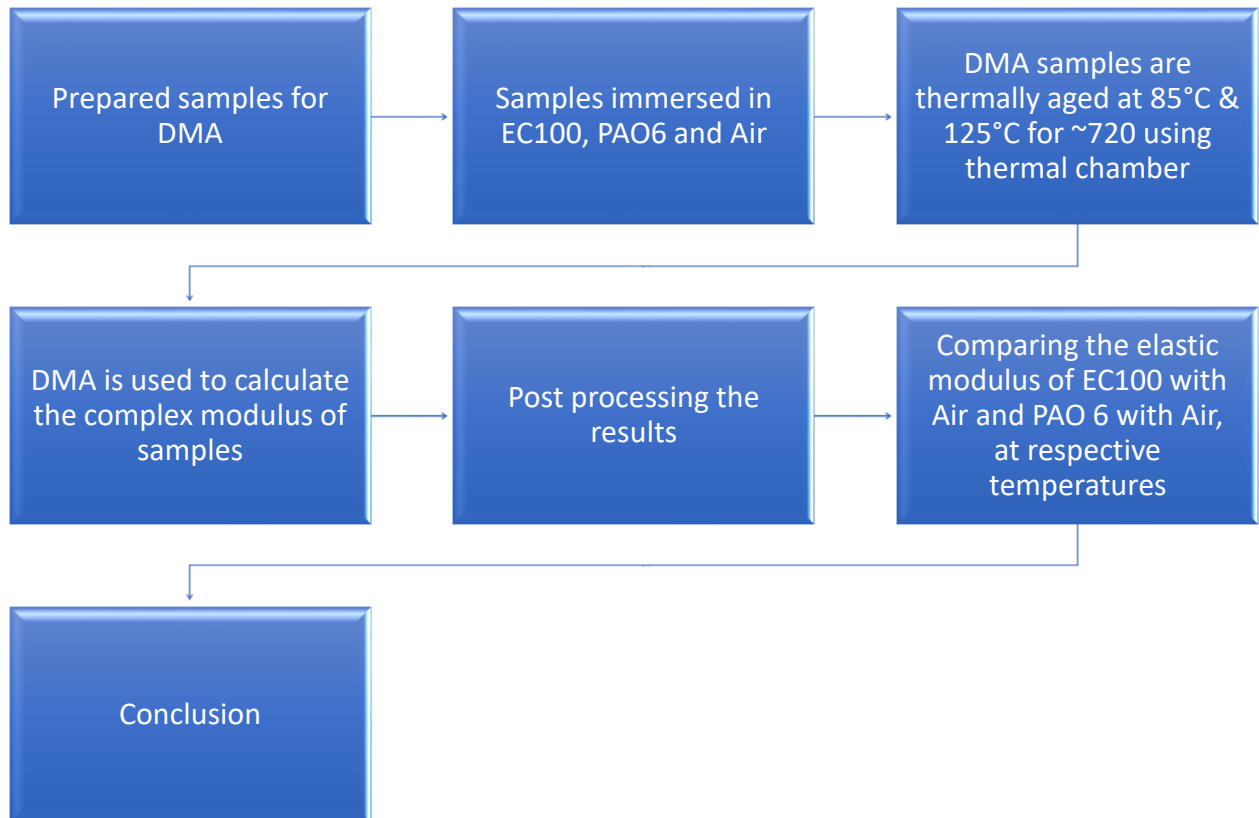 Prepared samples for
DMA
Samples immersed in
EC100, PAO6 and Air
DMA samples are
thermally aged at 85°C &
125°C for ~720 using
thermal chamber
DMA is used to calculate
the complex modulus of
samples
Post processing the
results
Comparing the elastic
modulus of EC100 with
Air and PAO 6 with Air,
at respective
temperatures
Conclusion